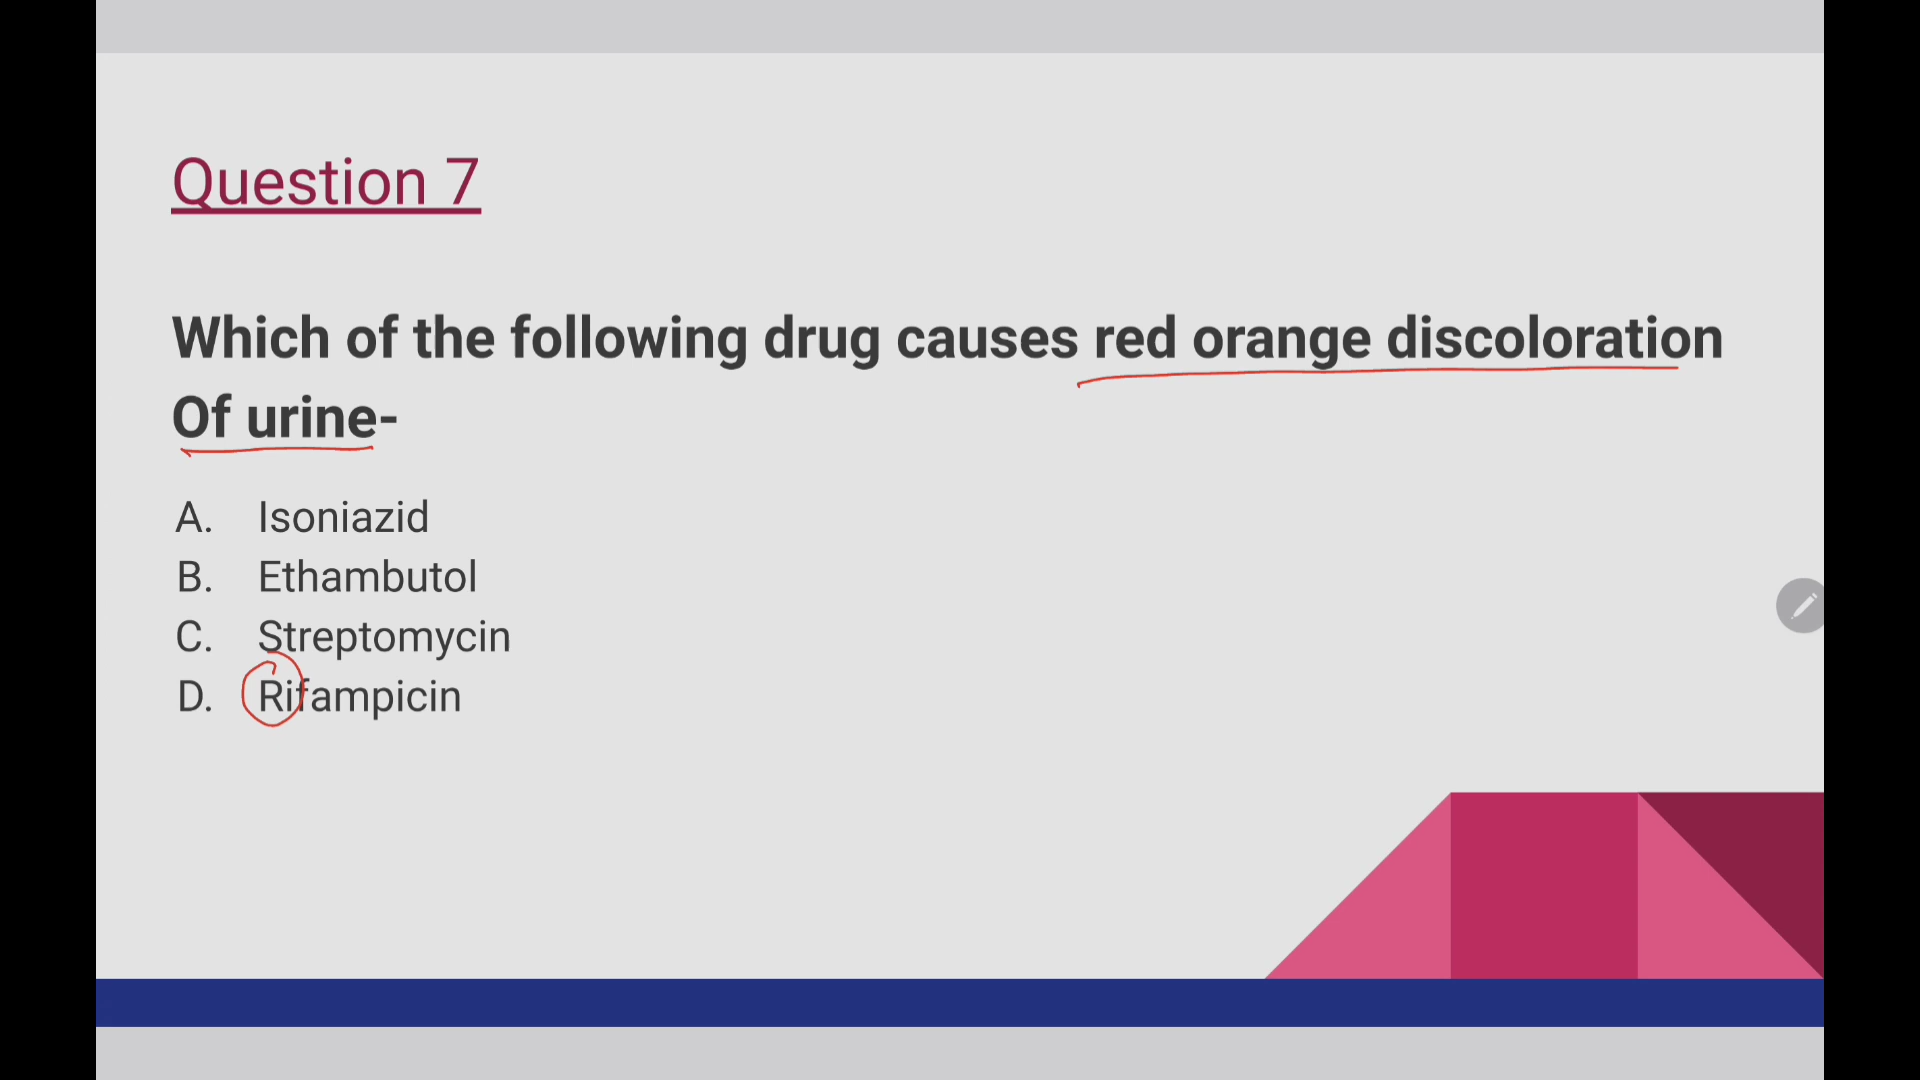 Question 7
Which of the following drug causes red orange discoloration
Of urine-
A. Isoniazid
B. Ethambutol
C. Streptomycin
D. Rifampicin